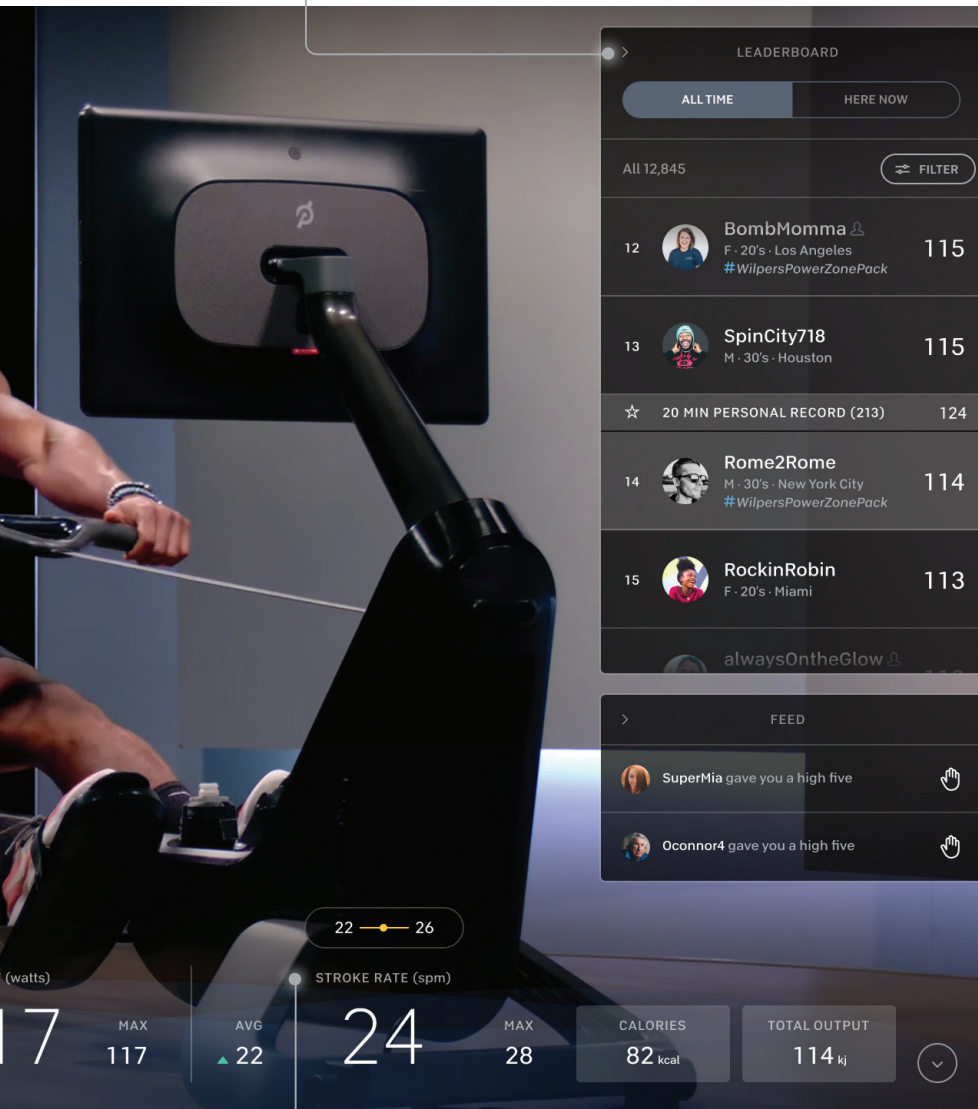 LEADERBOARD
ALL TIME HERE NOW
All 12,845 FILTER
12 BombMomma 115
F · 20's · Los Angeles
#WilpersPowerZonePack
13 SpinCity718 115
M · 30's · Houston
20 MIN PERSONAL RECORD (213) 124
14 Rome2Rome 114
M · 30's · New York City
#WilpersPowerZonePack
15 RockinRobin 113
F · 20's · Miami
alwaysOntheGlow
FEED
SuperMia gave you a high five
Oconnor4 gave you a high five
22 26
(watts) STROKE RATE (spm)
17 MAX AVG 24 MAX CALORIES TOTAL OUTPUT
117 22 28 82 kcal 114 kj